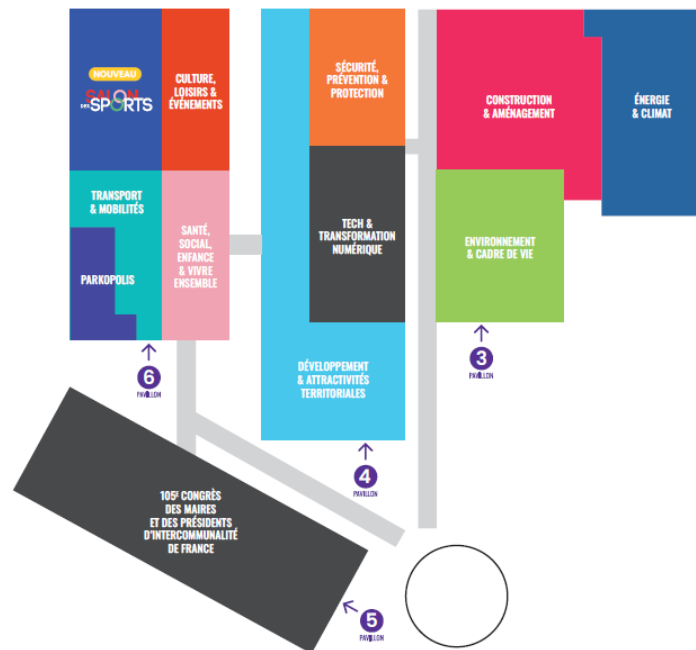 NOUVEAU
SALON
DES SPORTS
CULTURE,
LOISIRS &
ÉVÉNEMENTS
TRANSPORT
& MOBILITÉS
PARKOPOLIS
SANTÉ,
SOCIAL,
ENFANCE
& VIVRE
ENSEMBLE
6
PAVILLON
SÉCURITÉ,
PRÉVENTION &
PROTECTION
TECH &
TRANSFORMATION
NUMÉRIQUE
DÉVELOPPEMENT
& ATTRACTIVITÉS
TERRITORIALES
4
PAVILLON
CONSTRUCTION
& AMÉNAGEMENT
ÉNERGIE
& CLIMAT
ENVIRONNEMENT
& CADRE DE VIE
3
PAVILLON
105E CONGRÈS
DES MAIRES
ET DES PRÉSIDENTS
D'INTERCOMMUNALITÉ
DE FRANCE
5
PAVILLON